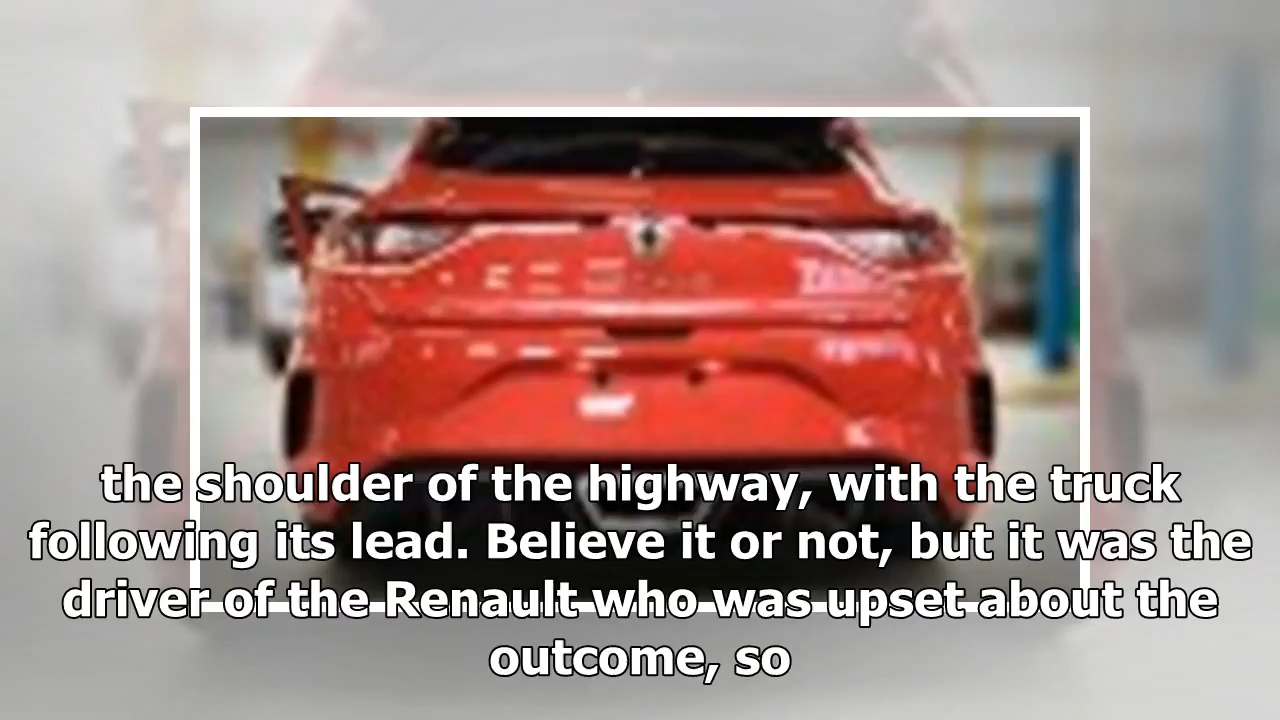 the shoulder of the highway, with the truck
following its lead. Believe it or not, but it was the
driver of the Renault who was upset about the
outcome, so